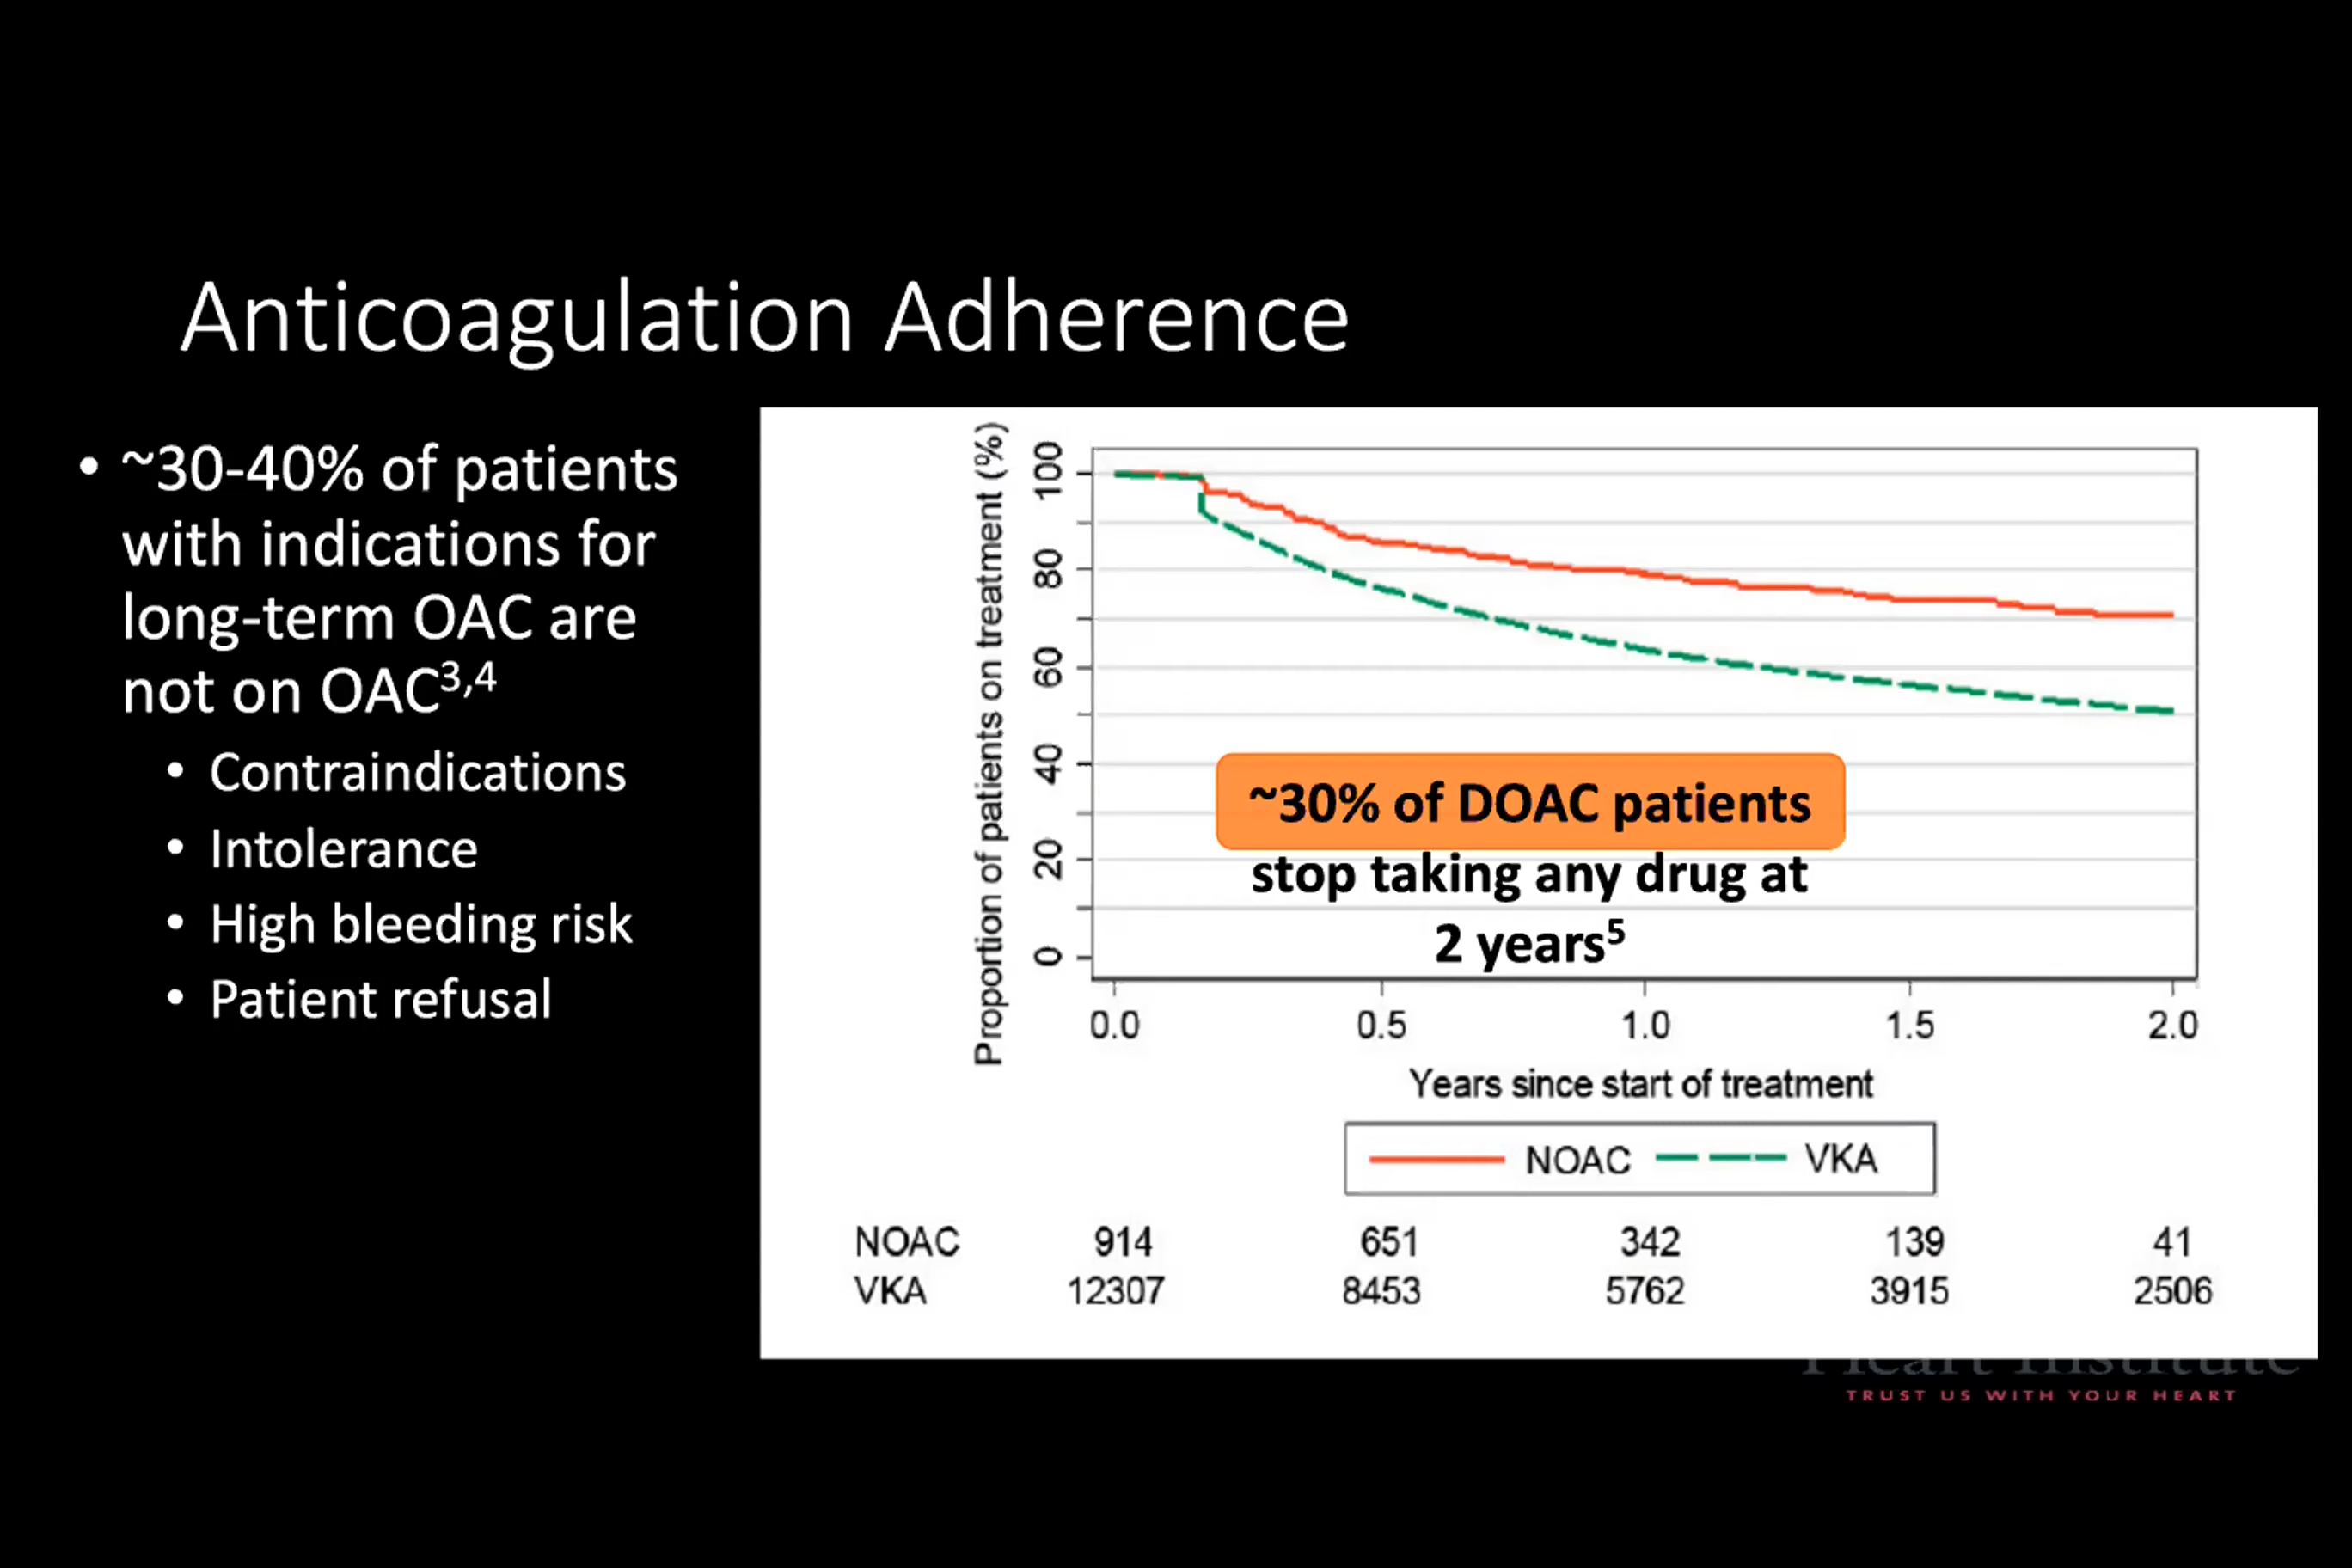 Anticoagulation Adherence
• ~30-40% of patients
with indications for
long-term OAC are
not on OAC3,4
• Contraindications
• Intolerance
• High bleeding risk
• Patient refusal
Proportion of patients on treatment (%)
100
80
60
40
20
0
~30% of DOAC patients
stop taking any drug at
2 years5
0.0 0.5 1.0 1.5 2.0
Years since start of treatment
NOAC VKA
NOAC 914 651 342 139 41
VKA 12307 8453 5762 3915 2506
Heart Institute
TRUST US WITH YOUR HEART